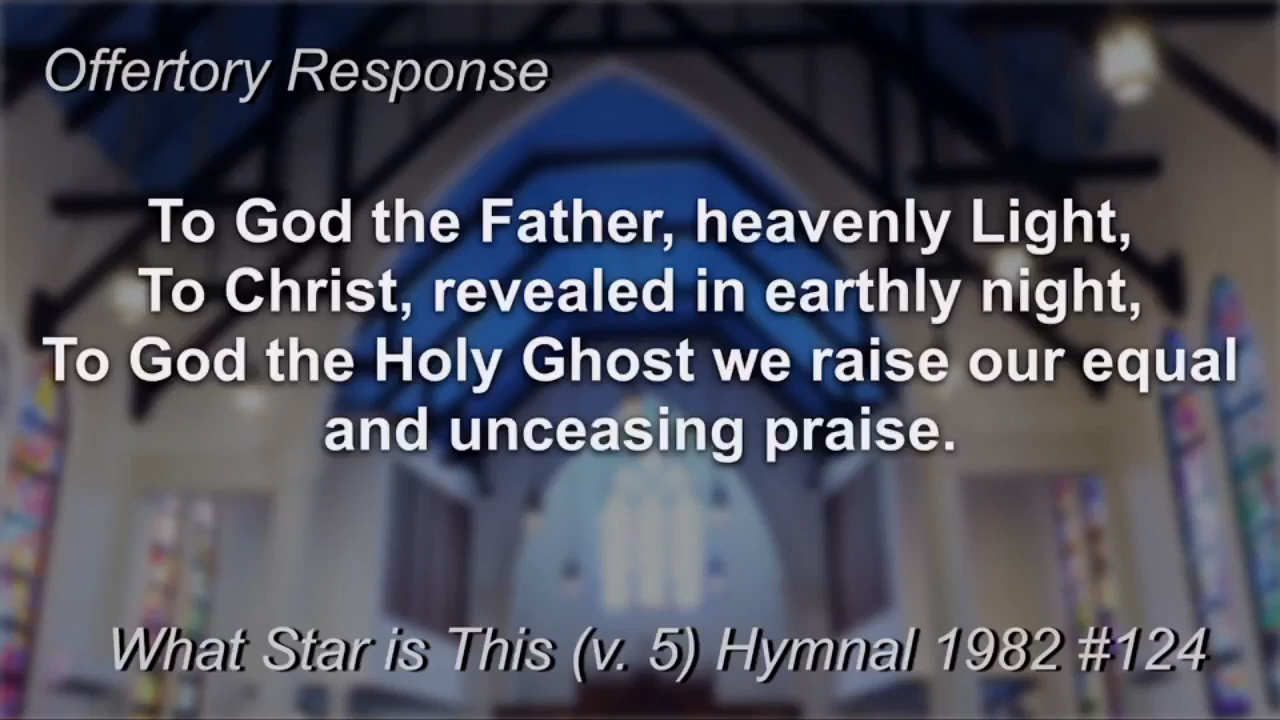 Offertory Response
To God the Father, heavenly Light,
To Christ, revealed in earthly night,
To God the Holy Ghost we raise our equal
and unceasing praise.
What Star is This (v. 5) Hymnal 1982 #124